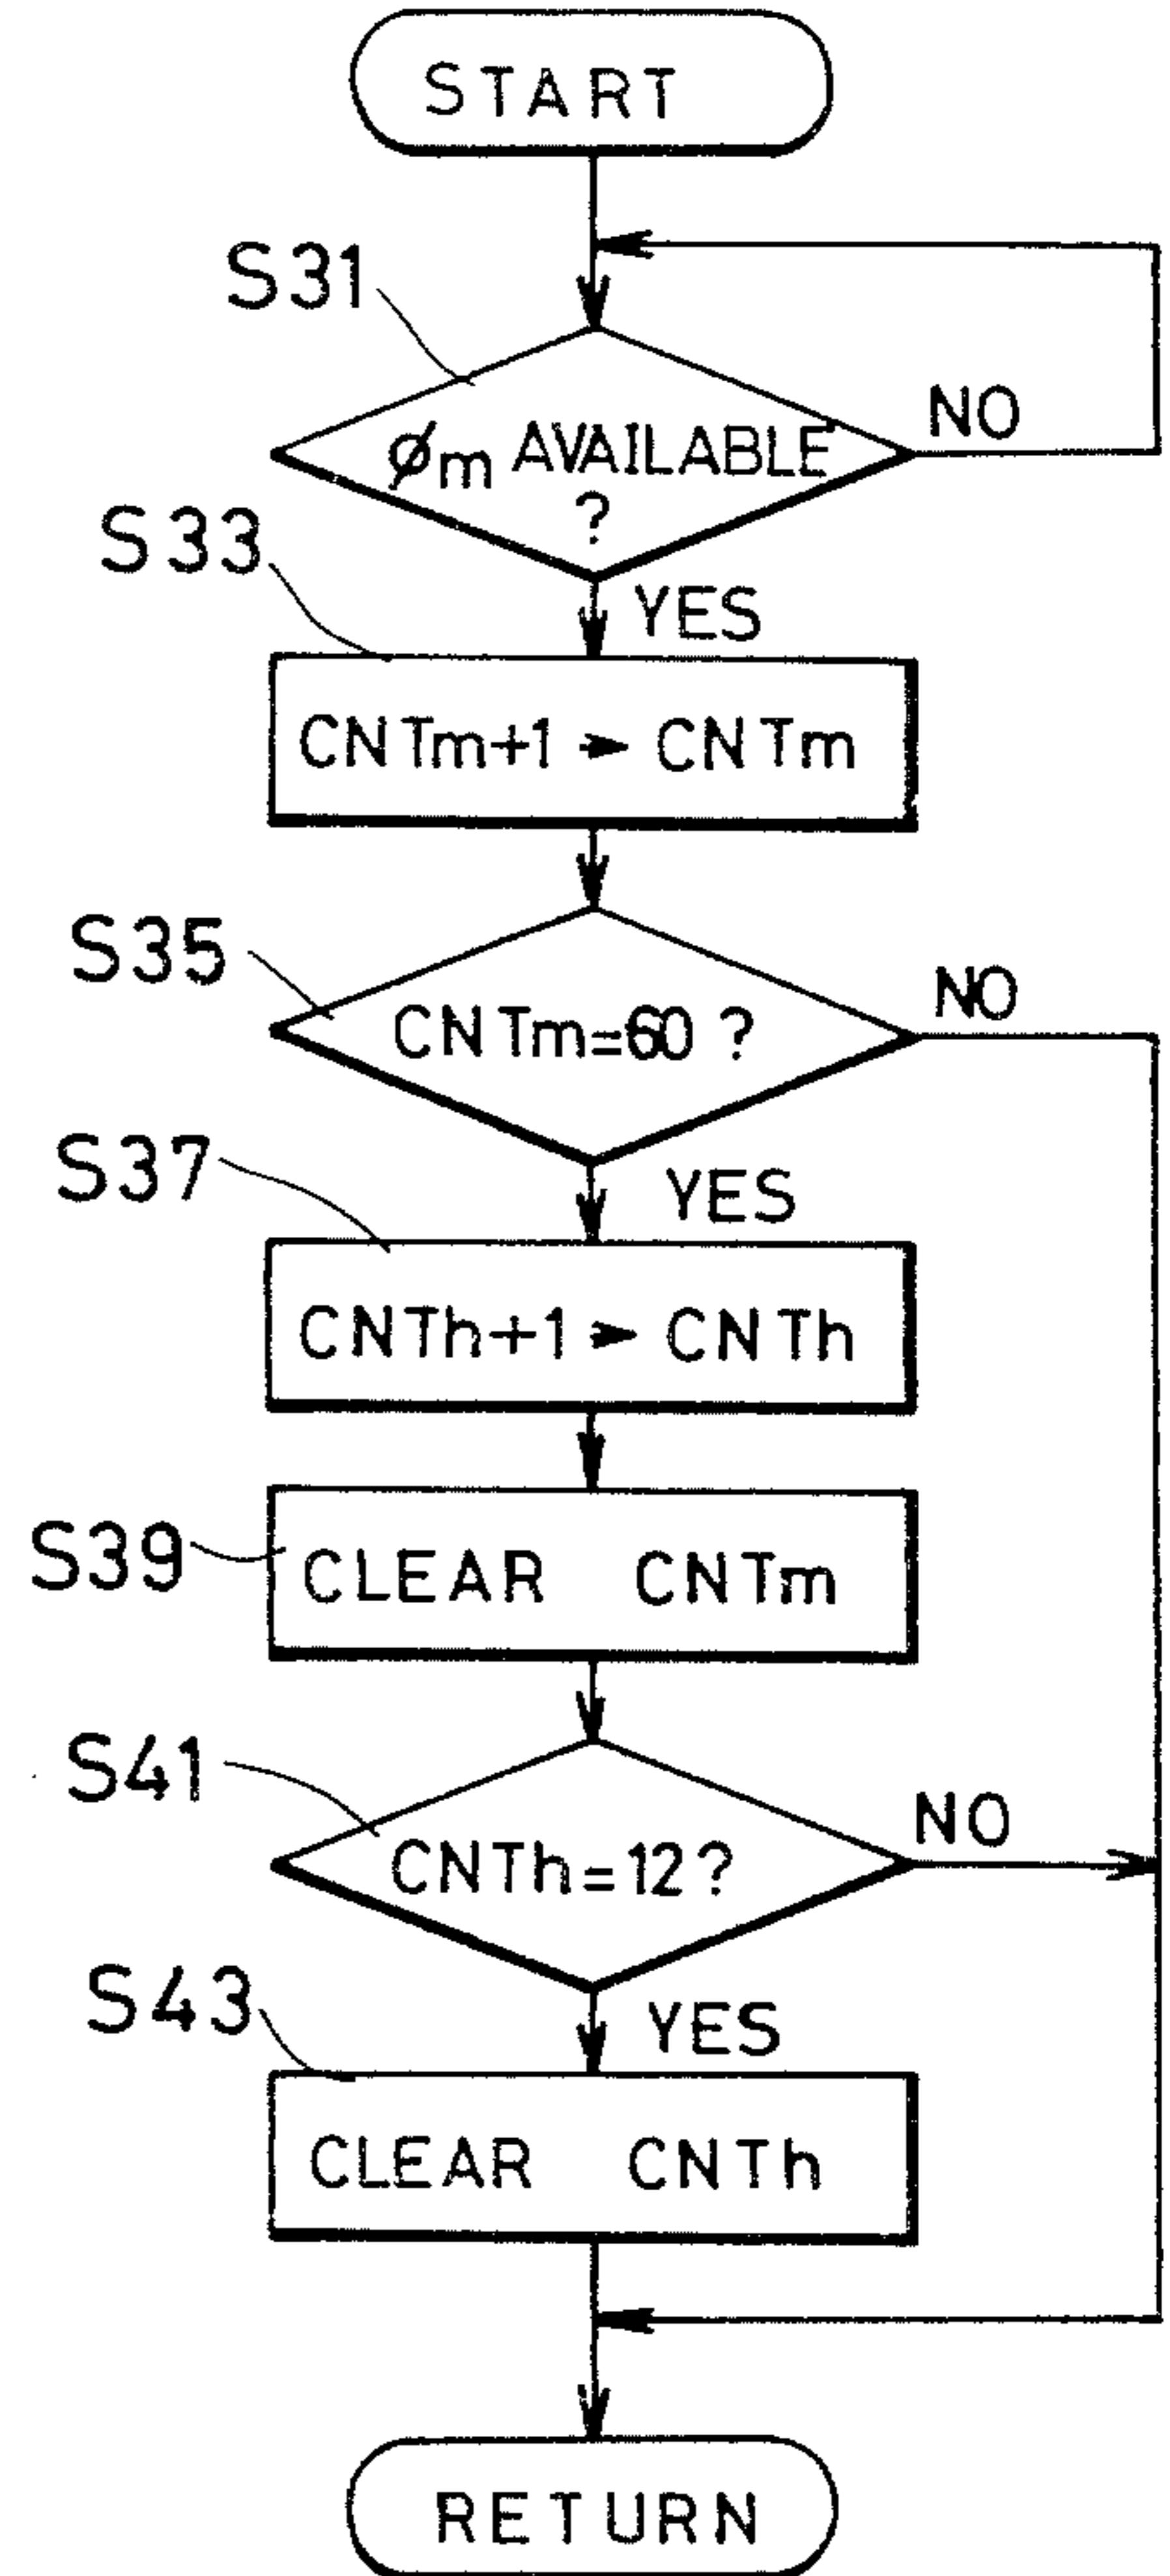 START
S31
NO
øm AVAILABLE
?
S33
YES
CNTm+1 → CNTm
S35
NO
CNTm=60 ?
S37
YES
CNTh+1 → CNTh
S39
CLEAR CNTm
S41
NO
CNTh=12?
S43
YES
CLEAR CNTh
RETURN